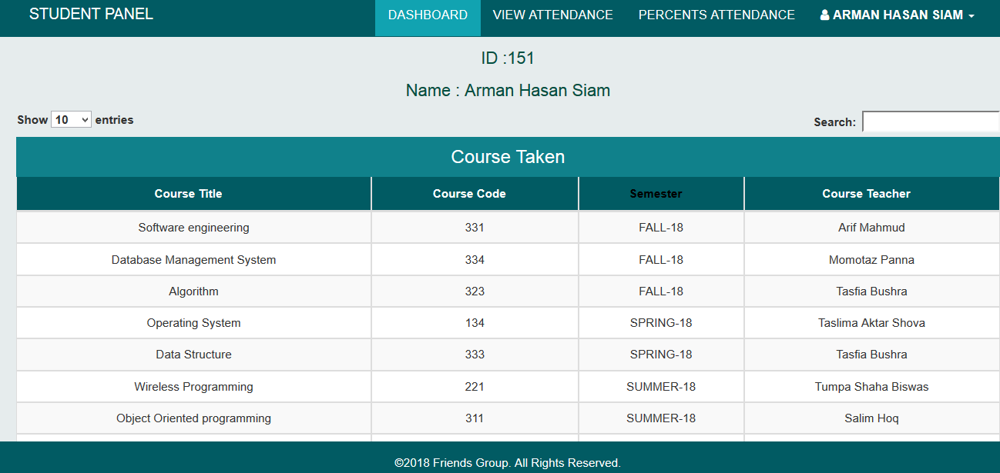 STUDENT PANEL DASHBOARD VIEW ATTENDANCE PERCENTS ATTENDANCE ARMAN HASAN SIAM
ID :151
Name : Arman Hasan Siam
Show 10 entries Search:
Course Taken
Course Title Course Code Semester Course Teacher
Software engineering 331 FALL-18 Arif Mahmud
Database Management System 334 FALL-18 Momotaz Panna
Algorithm 323 FALL-18 Tasfia Bushra
Operating System 134 SPRING-18 Taslima Aktar Shova
Data Structure 333 SPRING-18 Tasfia Bushra
Wireless Programming 221 SUMMER-18 Tumpa Shaha Biswas
Object Oriented programming 311 SUMMER-18 Salim Hoq
©2018 Friends Group. All Rights Reserved.